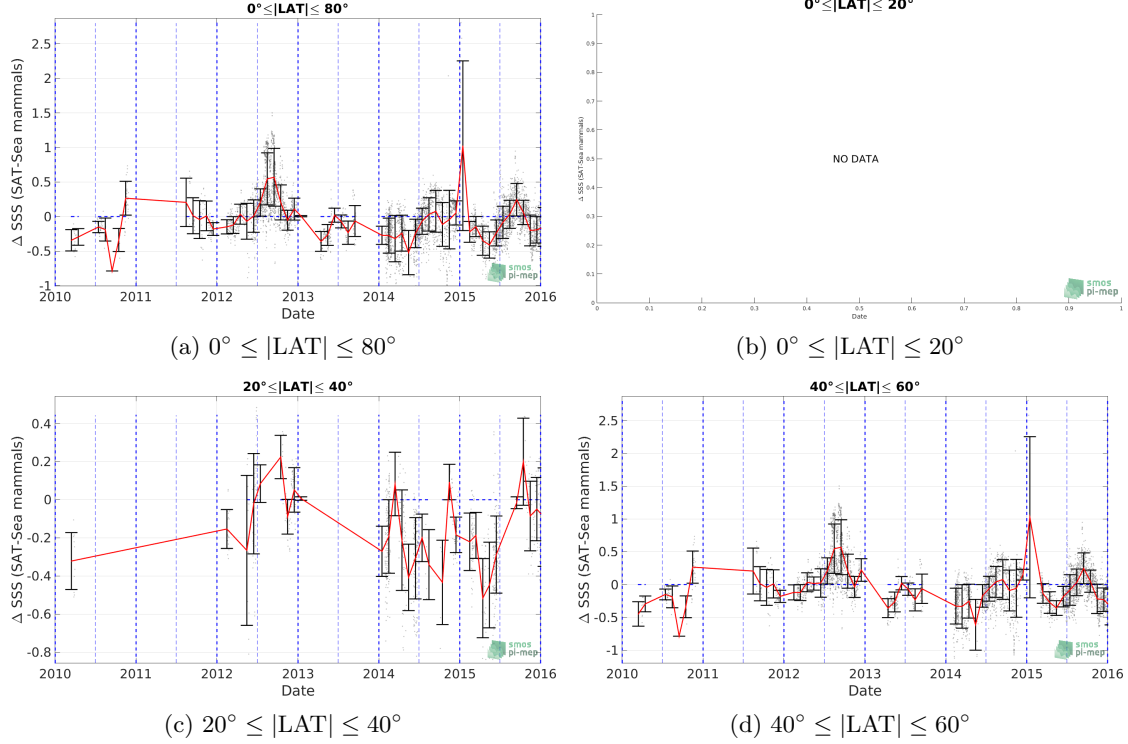 0°≤|LAT|≤ 80°
Δ SSS (SAT-Sea mammals)
2.5
2
1.5
1
0.5
0
-0.5
-1
2010 2011 2012 2013 2014 2015 2016
Date
smos
pi-mep
(a) 0° ≤ |LAT| ≤ 80°
0°≤|LAT|≤ 20°
Δ SSS (SAT-Sea mammals)
1
0.9
0.8
0.7
0.6
0.5
0.4
0.3
0.2
0.1
0
NO DATA
0 0.1 0.2 0.3 0.4 0.5 0.6 0.7 0.8 0.9 1
Date
smos
pi-mep
(b) 0° ≤ |LAT| ≤ 20°
20°≤|LAT|≤ 40°
Δ SSS (SAT-Sea mammals)
0.4
0.2
0
-0.2
-0.4
-0.6
-0.8
2010 2011 2012 2013 2014 2015 2016
Date
smos
pi-mep
(c) 20° ≤ |LAT| ≤ 40°
40°≤|LAT|≤ 60°
Δ SSS (SAT-Sea mammals)
2.5
2
1.5
1
0.5
0
-0.5
-1
2010 2011 2012 2013 2014 2015 2016
Date
smos
pi-mep
(d) 40° ≤ |LAT| ≤ 60°